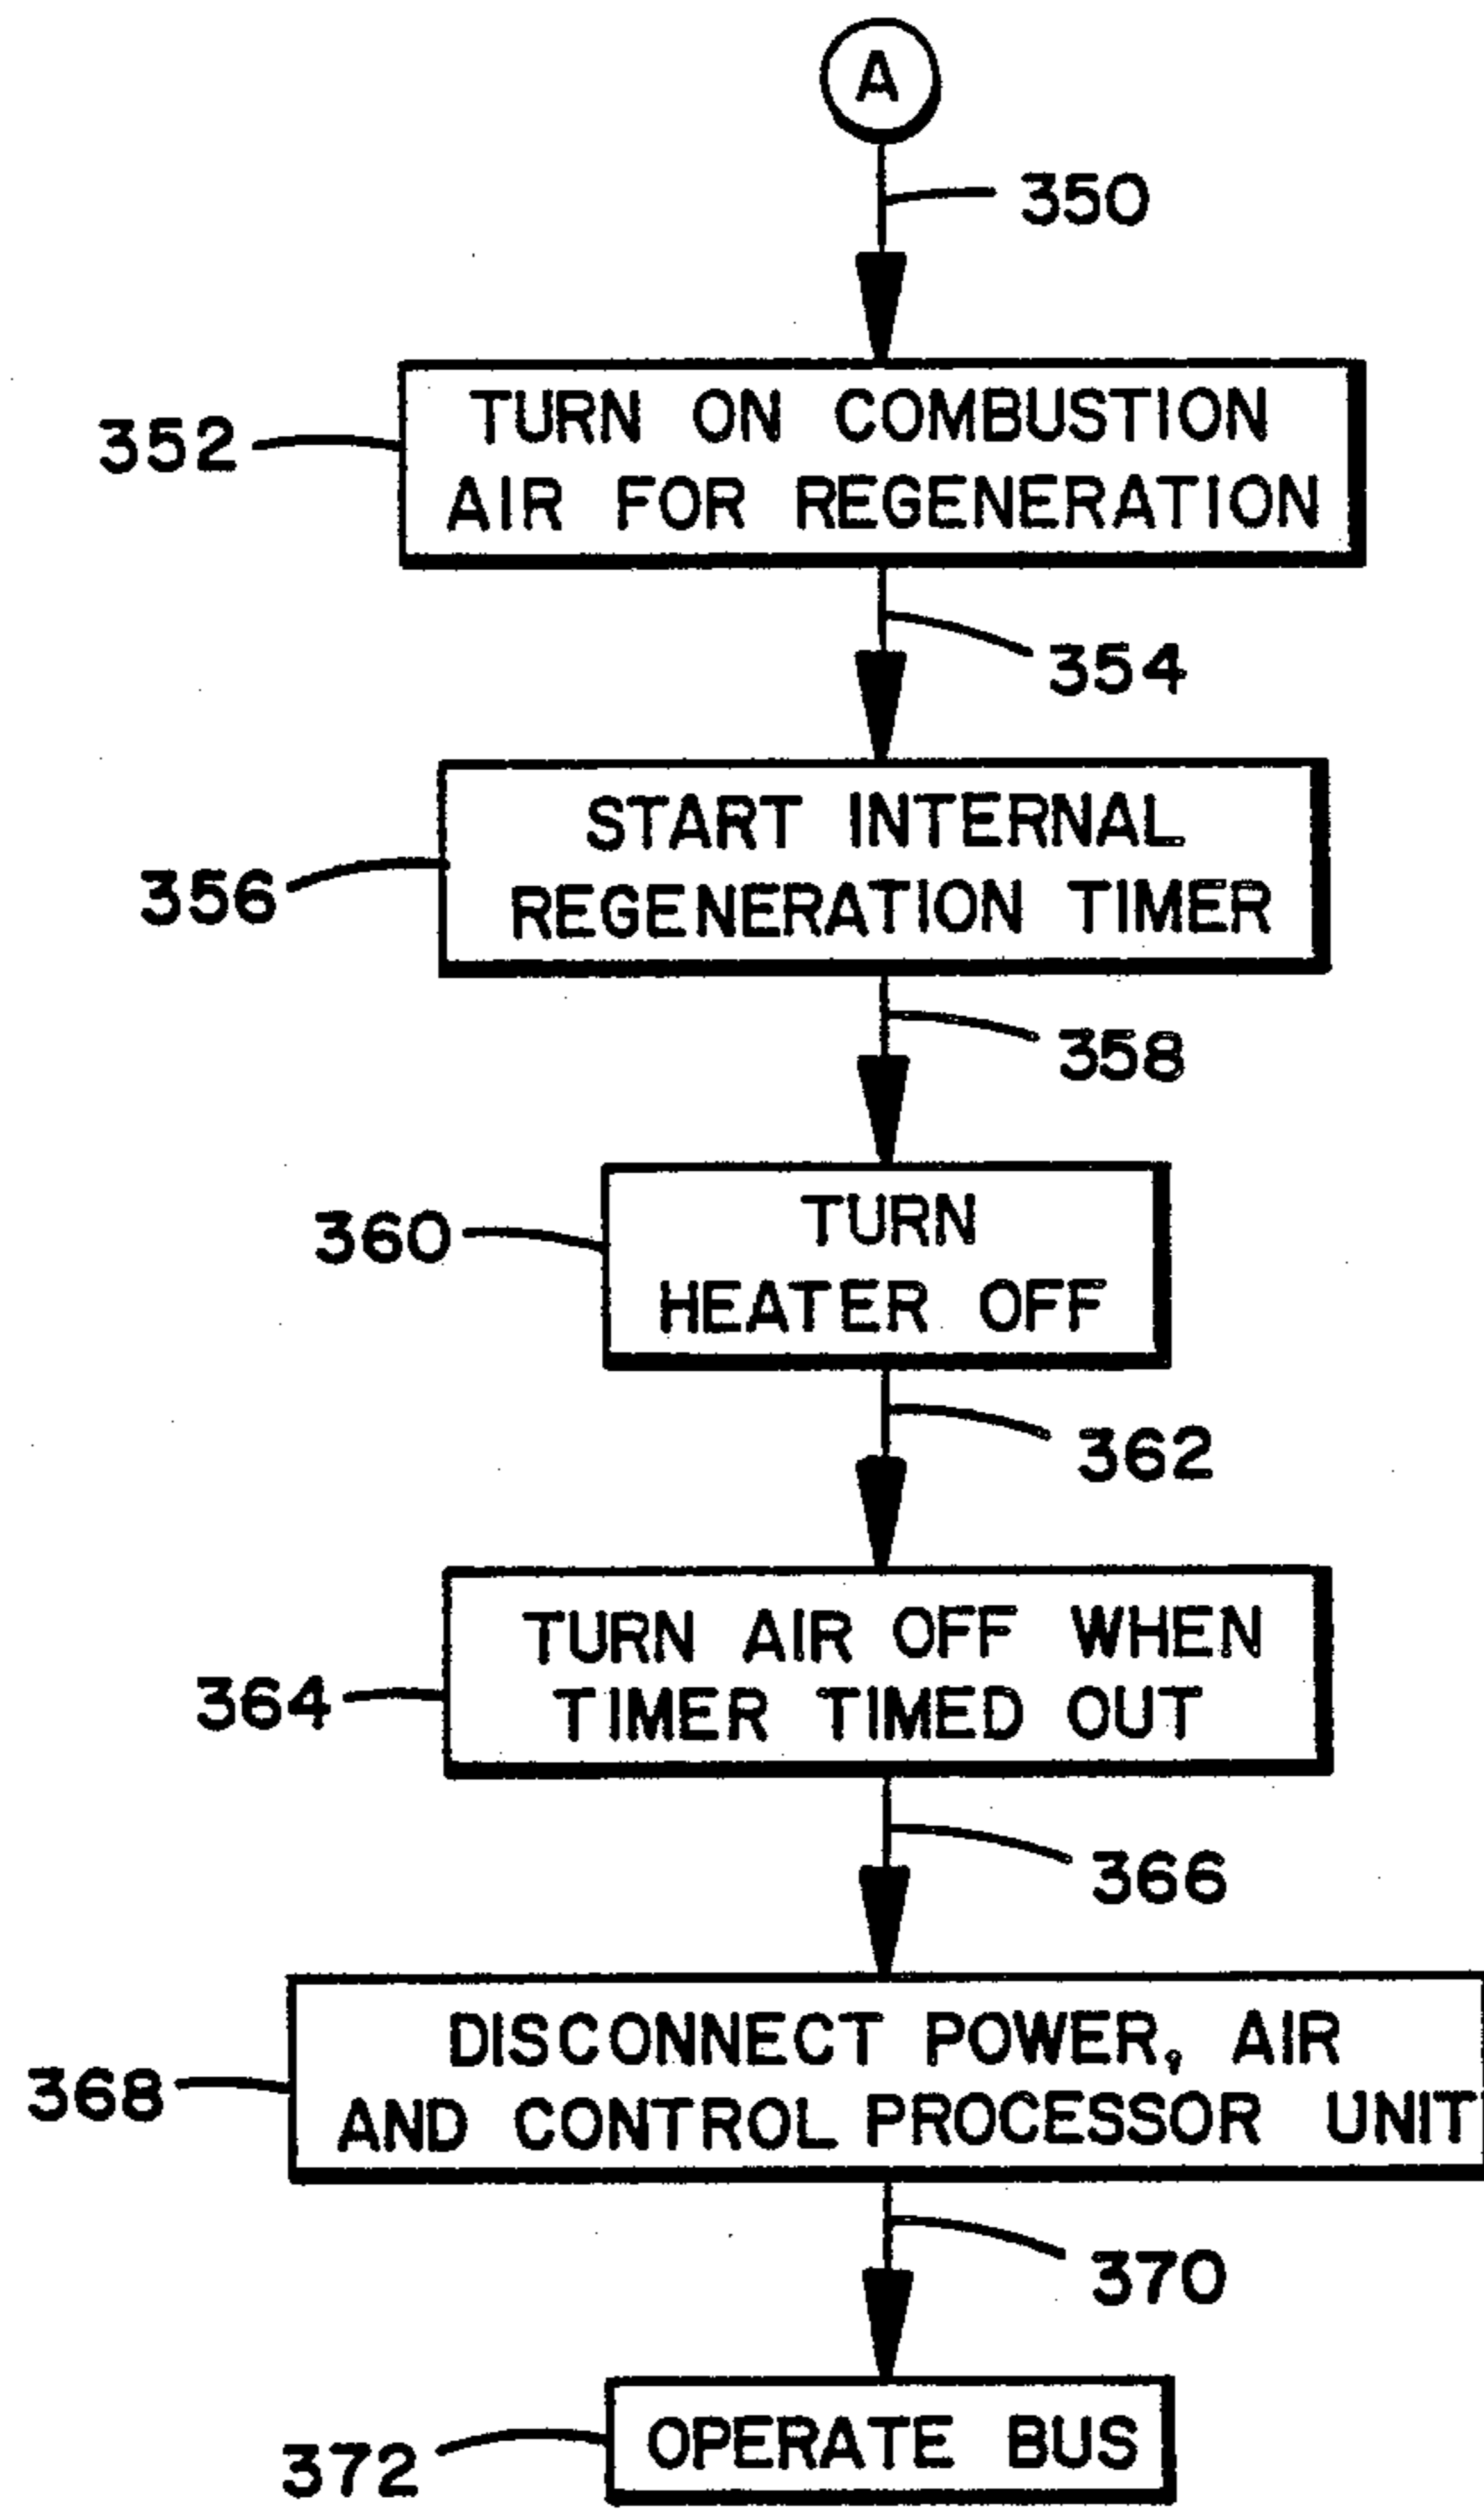 A
350
352
TURN ON COMBUSTION
AIR FOR REGENERATION
354
START INTERNAL
REGENERATION TIMER
356
358
TURN
HEATER OFF
360
362
TURN AIR OFF WHEN
TIMER TIMED OUT
364
366
DISCONNECT POWER, AIR
AND CONTROL PROCESSOR UNIT
368
370
OPERATE BUS
372